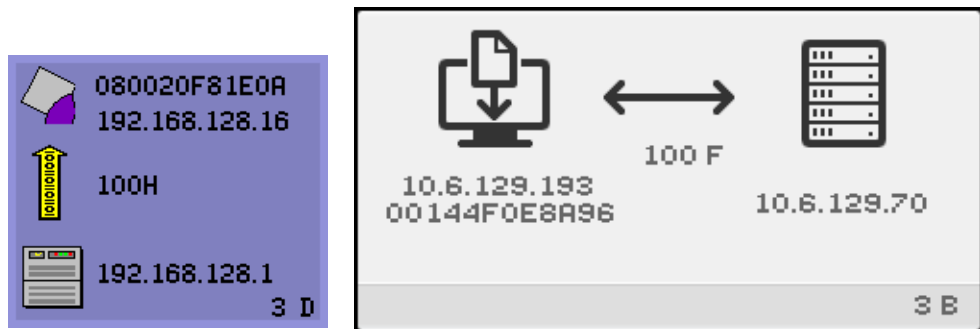 080020F81E0A
192.168.128.16
100H
192.168.128.1
3 D
100 F
10.6.129.193
00144F0E8A96
10.6.129.70
3 B